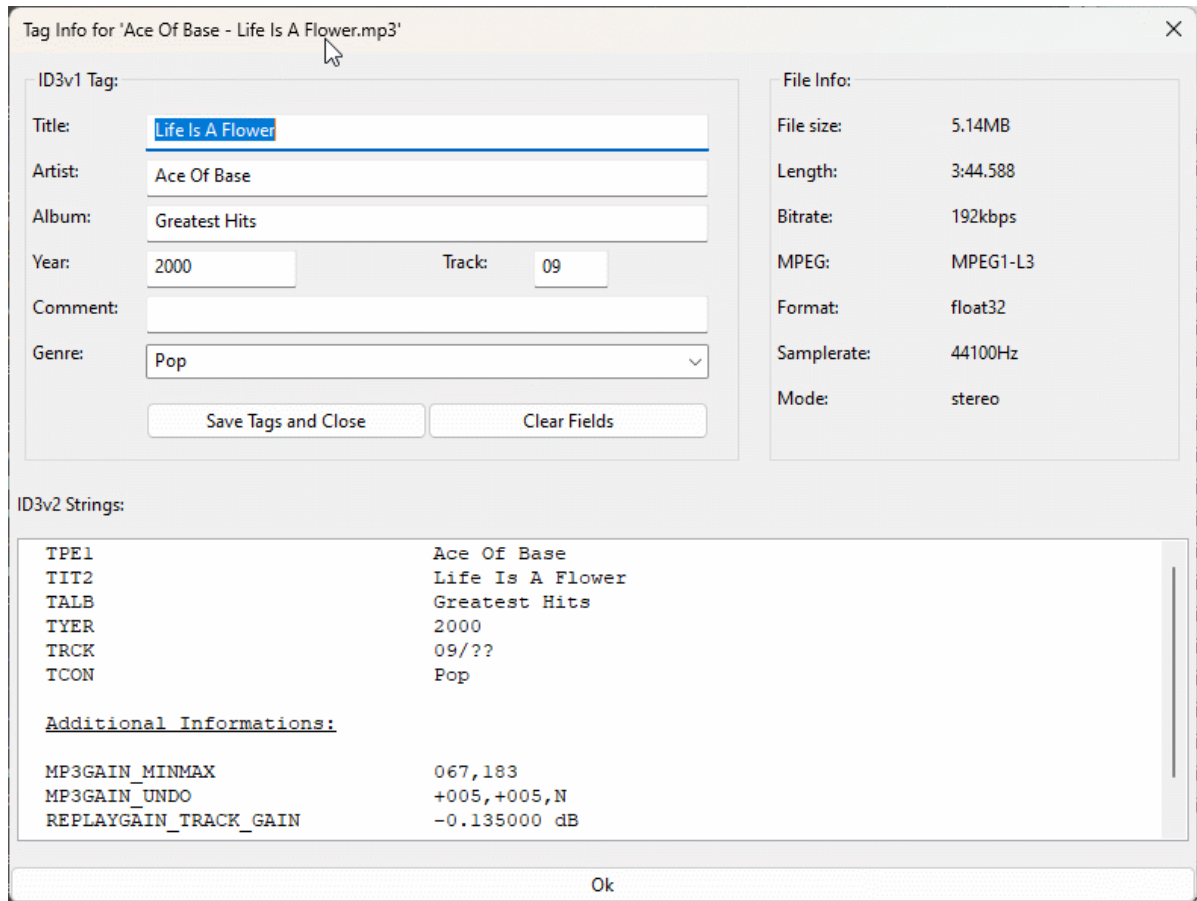 Tag Info for 'Ace Of Base - Life Is A Flower.mp3'
ID3v1 Tag:
Title: Life Is A Flower
Artist: Ace Of Base
Album: Greatest Hits
Year: 2000 Track: 09
Comment:
Genre: Pop
Save Tags and Close Clear Fields
File Info:
File size: 5.14MB
Length: 3:44.588
Bitrate: 192kbps
MPEG: MPEG1-L3
Format: float32
Samplerate: 44100Hz
Mode: stereo
ID3v2 Strings:
TPE1 Ace Of Base
TIT2 Life Is A Flower
TALB Greatest Hits
TYER 2000
TRCK 09/??
TCON Pop
Additional Informations:
MP3GAIN_MINMAX 067,183
MP3GAIN_UNDO +005,+005,N
REPLAYGAIN_TRACK_GAIN -0.135000 dB
Ok